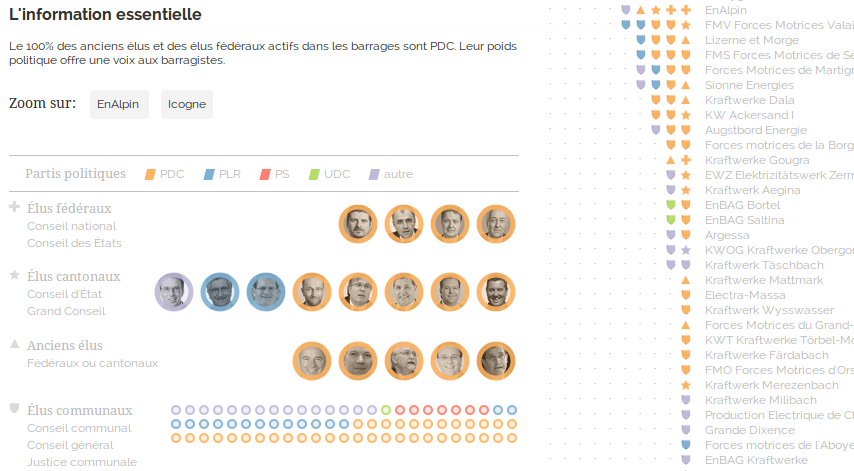 L'information essentielle
Le 100% des anciens élus et des élus fédéraux actifs dans les barrages sont PDC. Leur poids
politique offre une voix aux barragistes.
Zoom sur: EnAlpin Icogne
Partis politiques PDC PLR PS UDC autre
Élus fédéraux
Conseil national
Conseil des États
Élus cantonaux
Conseil d'État
Grand Conseil
Anciens élus
Fédéraux ou cantonaux
Élus communaux
Conseil communal
Conseil général
Justice communale
EnAlpin
FMV Forces Motrices Valai
Lizerne et Morge
FMS Forces Motrices de Se
Forces Motrices de Martign
Sionne Energies
Kraftwerke Dala
KW Ackersand I
Augstbord Energie
Forces motrices de la Borg
Kraftwerke Gougra
EWZ Elektrizitätswerk Zerm
Kraftwerk Aegina
EnBAG Bortel
EnBAG Saltina
Argessa
KWOG Kraftwerke Obergom
Kraftwerk Täschbach
Kraftwerke Mattmark
Electra-Massa
Kraftwerk Wysswasser
Forces Motrices du Grand-
KWT Kraftwerke Törbel-Mo
Kraftwerke Färdabach
FMO Forces Motrices d'Ors
Kraftwerk Merezenbach
Kraftwerke Milibach
Production Electrique de Cl
Grande Dixence
Forces motrices de l'Aboye
EnBAG Kraftwerke